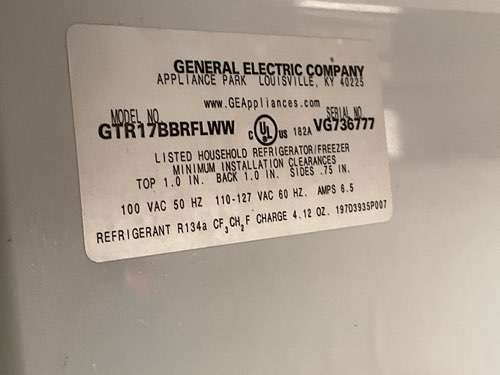 GENERAL ELECTRIC COMPANY
APPLIANCE PARK LOUISVILLE, KY 40225
www.GEAppliances.com
MODEL NO. SERIAL NO.
GTR17BBRFLWW C UL US 182A VG736777
LISTED HOUSEHOLD REFRIGERATOR/FREEZER
MINIMUM INSTALLATION CLEARANCES
TOP 1.0 IN. BACK 1.0 IN. SIDES .75 IN.
100 VAC 50 HZ 110-127 VAC 60 HZ. AMPS 6.5
REFRIGERANT R134a CF3CH2F CHARGE 4.12 OZ. 197D3935P007